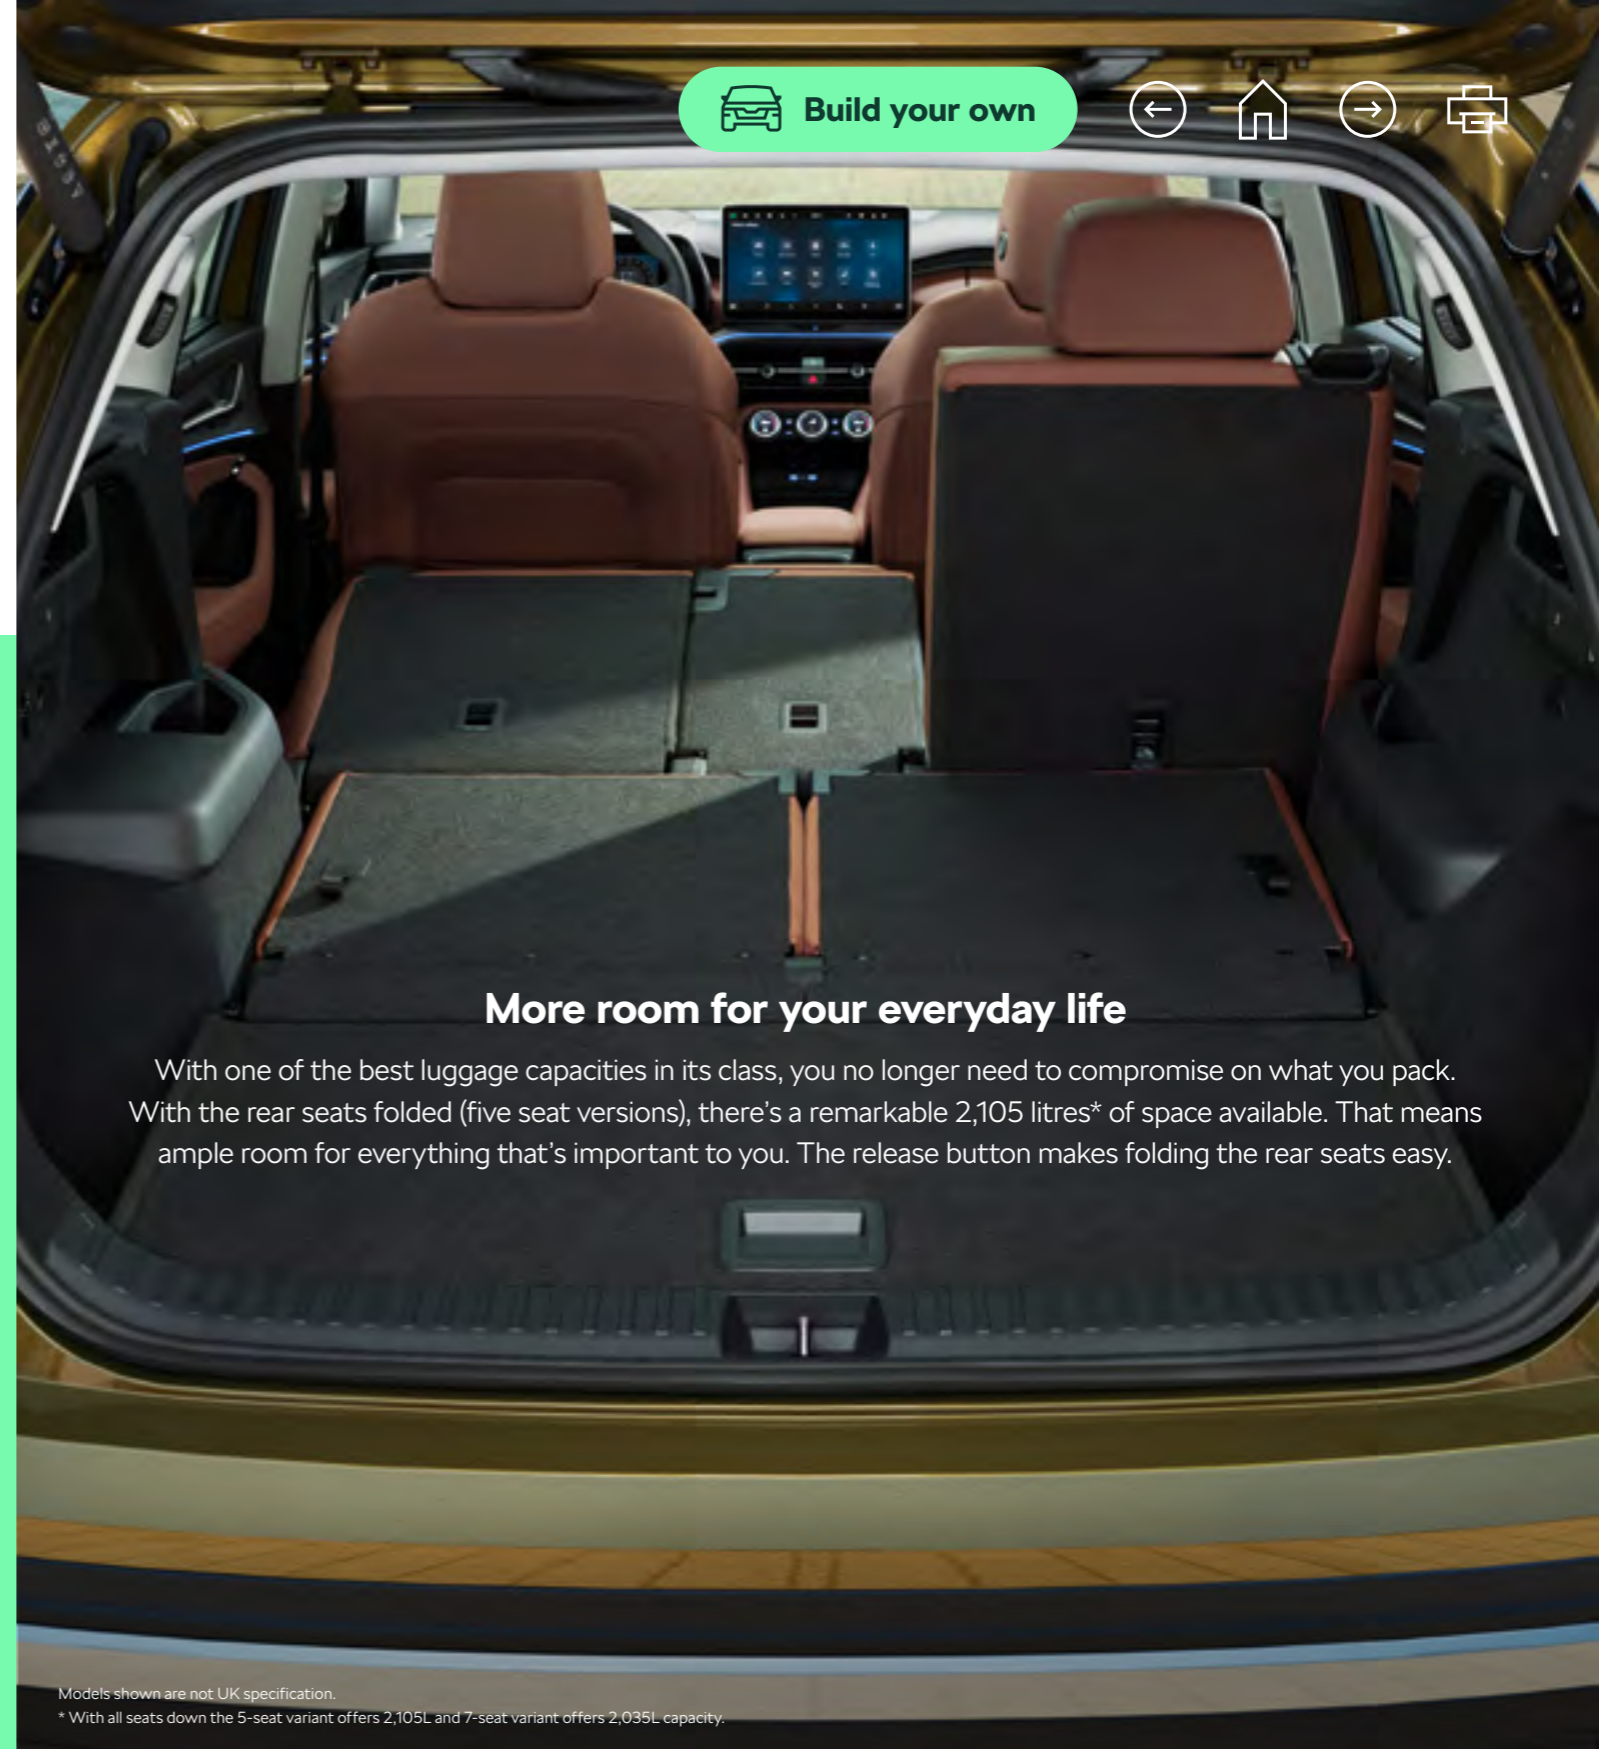 Build your own
More room for your everyday life
With one of the best luggage capacities in its class, you no longer need to compromise on what you pack.
With the rear seats folded (five seat versions), there's a remarkable 2,105 litres* of space available. That means
ample room for everything that's important to you. The release button makes folding the rear seats easy.
Models shown are not UK specification.
* With all seats down the 5-seat variant offers 2,105L and 7-seat variant offers 2,035L capacity.